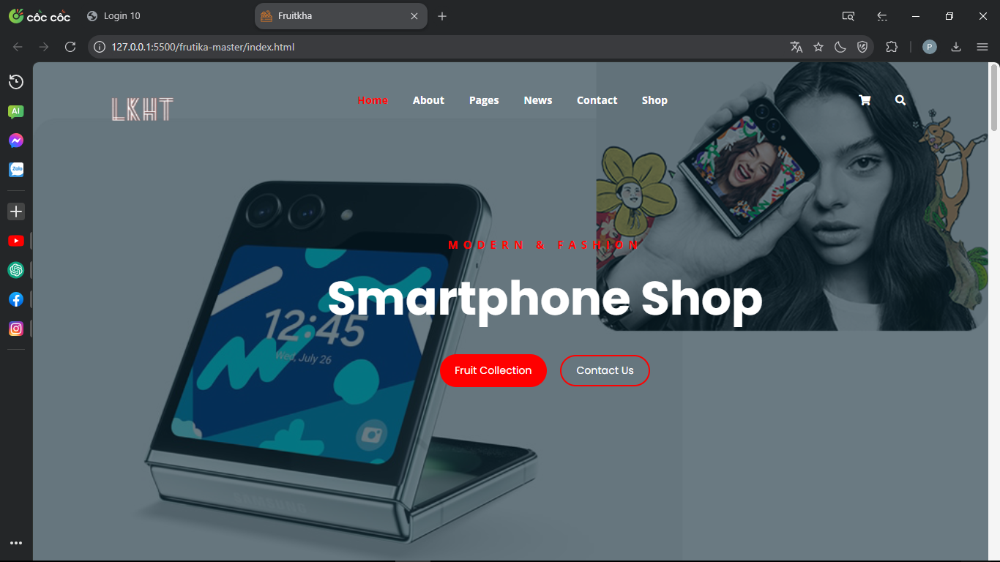 cốc cốc
Login 10
Fruitkha
127.0.0.1:5500/frutika-master/index.html
P
AI
Zalo
LKHT
Home About Pages News Contact Shop
MODERN & FASHION
Smartphone Shop
12:45
Wed, July 26
Fruit Collection Contact Us
SAMSUNG